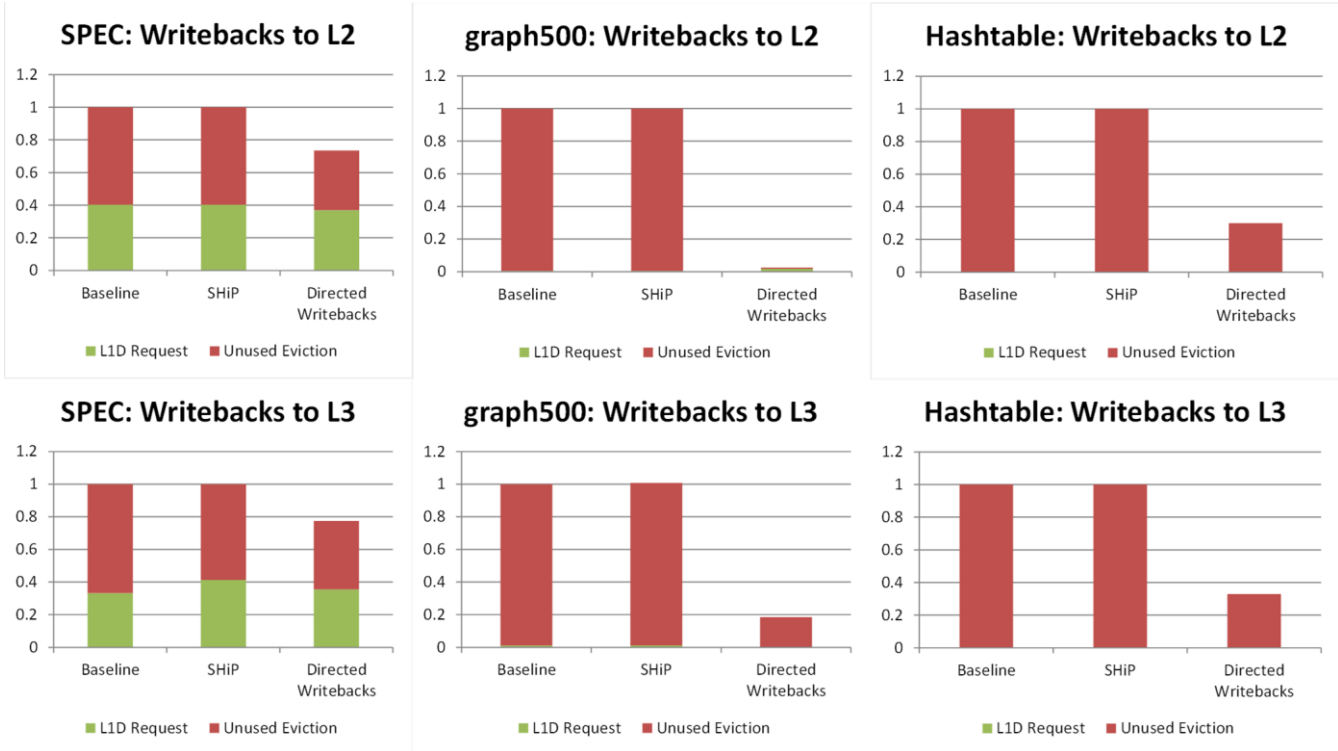 SPEC: Writebacks to L2
1.2
1
0.8
0.6
0.4
0.2
0
Baseline
SHiP
Directed
Writebacks
L1D Request
Unused Eviction
graph500: Writebacks to L2
1.2
1
0.8
0.6
0.4
0.2
0
Baseline
SHiP
Directed
Writebacks
L1D Request
Unused Eviction
Hashtable: Writebacks to L2
1.2
1
0.8
0.6
0.4
0.2
0
Baseline
SHiP
Directed
Writebacks
L1D Request
Unused Eviction
SPEC: Writebacks to L3
1.2
1
0.8
0.6
0.4
0.2
0
Baseline
SHiP
Directed
Writebacks
L1D Request
Unused Eviction
graph500: Writebacks to L3
1.2
1
0.8
0.6
0.4
0.2
0
Baseline
SHiP
Directed
Writebacks
L1D Request
Unused Eviction
Hashtable: Writebacks to L3
1.2
1
0.8
0.6
0.4
0.2
0
Baseline
SHiP
Directed
Writebacks
L1D Request
Unused Eviction